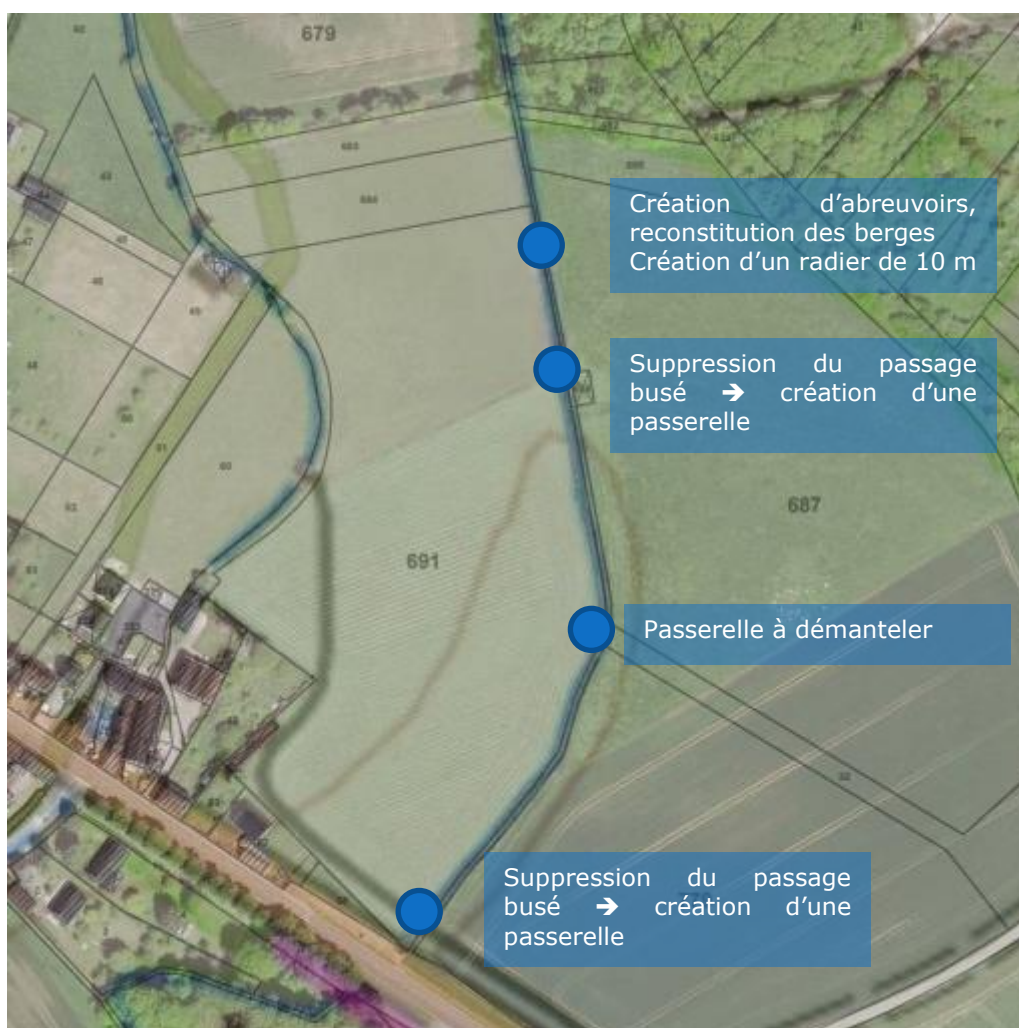 679
Création d’abreuvoirs,
reconstitution des berges
Création d’un radier de 10 m
Suppression du passage
busé ➔ création d’une
passerelle
687
691
Passerelle à démanteler
Suppression du passage
busé ➔ création d’une
passerelle